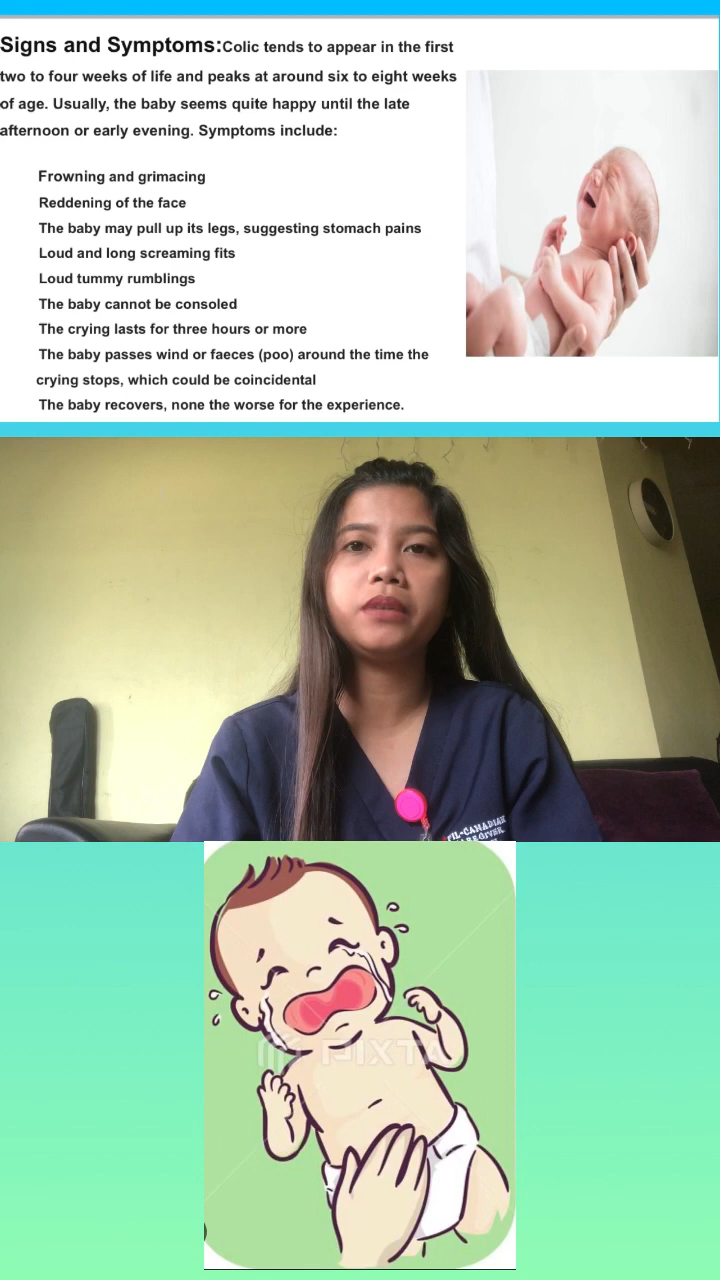 Signs and Symptoms:Colic tends to appear in the first
two to four weeks of life and peaks at around six to eight weeks
of age. Usually, the baby seems quite happy until the late
afternoon or early evening. Symptoms include:
Frowning and grimacing
Reddening of the face
The baby may pull up its legs, suggesting stomach pains
Loud and long screaming fits
Loud tummy rumblings
The baby cannot be consoled
The crying lasts for three hours or more
The baby passes wind or faeces (poo) around the time the
crying stops, which could be coincidental
The baby recovers, none the worse for the experience.
FIL-CANADIAN
PIXTA